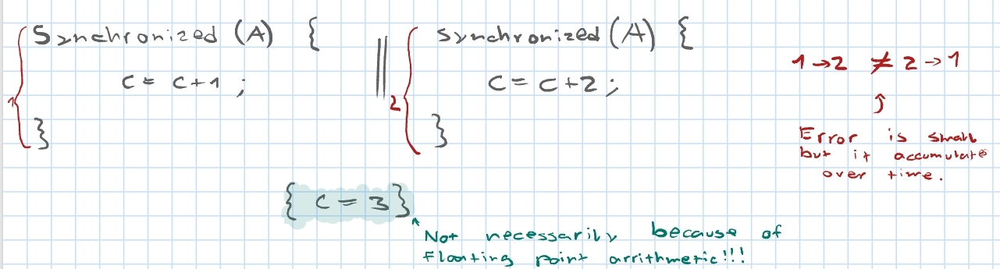 Synchronized (A) {
c = c+1 ;
}
1
||
synchronized (A) {
c = c+2 ;
}
2
1→2 ≠ 2→1
Error is small
but it accumulate
over time.
{ c = 3 }
Not necessarily because of
floating point arrithmetic!!!